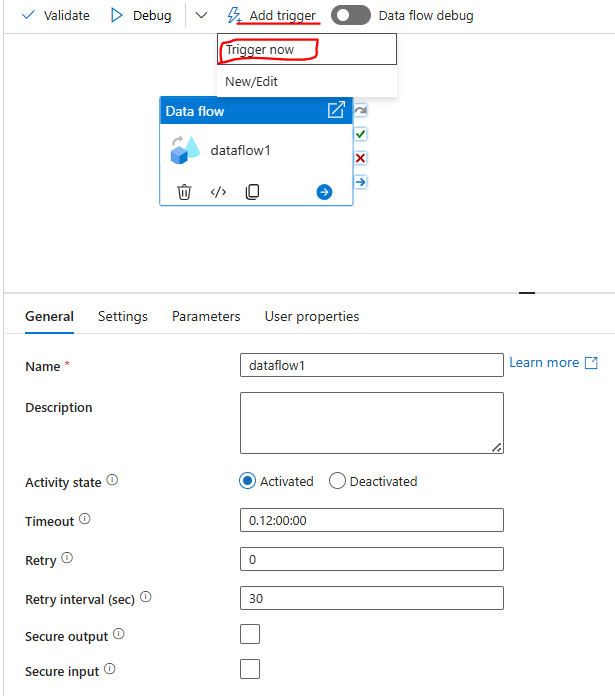 Validate Debug Add trigger Data flow debug
Trigger now
New/Edit
Data flow
dataflow1
General Settings Parameters User properties
Name * dataflow1 Learn more
Description
Activity state Activated Deactivated
Timeout 0.12:00:00
Retry 0
Retry interval (sec) 30
Secure output
Secure input